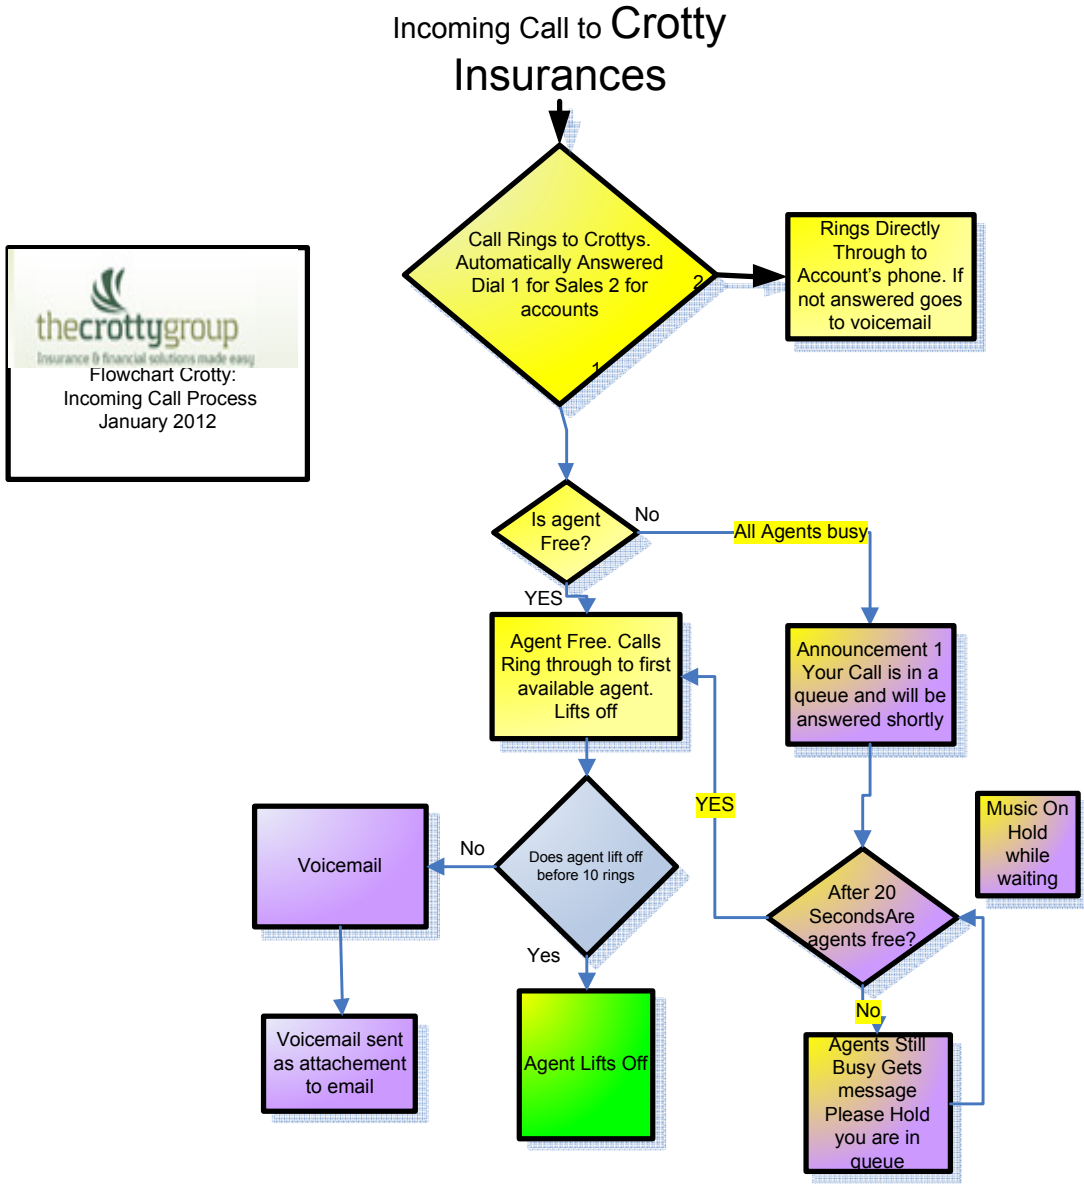 Incoming Call to Crotty
Insurances
Call Rings to Crottys.
Automatically Answered
Dial 1 for Sales 2 for
accounts
2
1
Rings Directly
Through to
Account's phone. If
not answered goes
to voicemail
thecrottygroup
Insurance & financial solutions made easy
Flowchart Crotty:
Incoming Call Process
January 2012
Is agent
Free?
No
All Agents busy
YES
Agent Free. Calls
Ring through to first
available agent.
Lifts off
Announcement 1
Your Call is in a
queue and will be
answered shortly
YES
Music On
Hold
while
waiting
Does agent lift off
before 10 rings
No
Voicemail
After 20
SecondsAre
agents free?
Yes
No
Voicemail sent
as attachement
to email
Agent Lifts Off
Agents Still
Busy Gets
message
Please Hold
you are in
queue